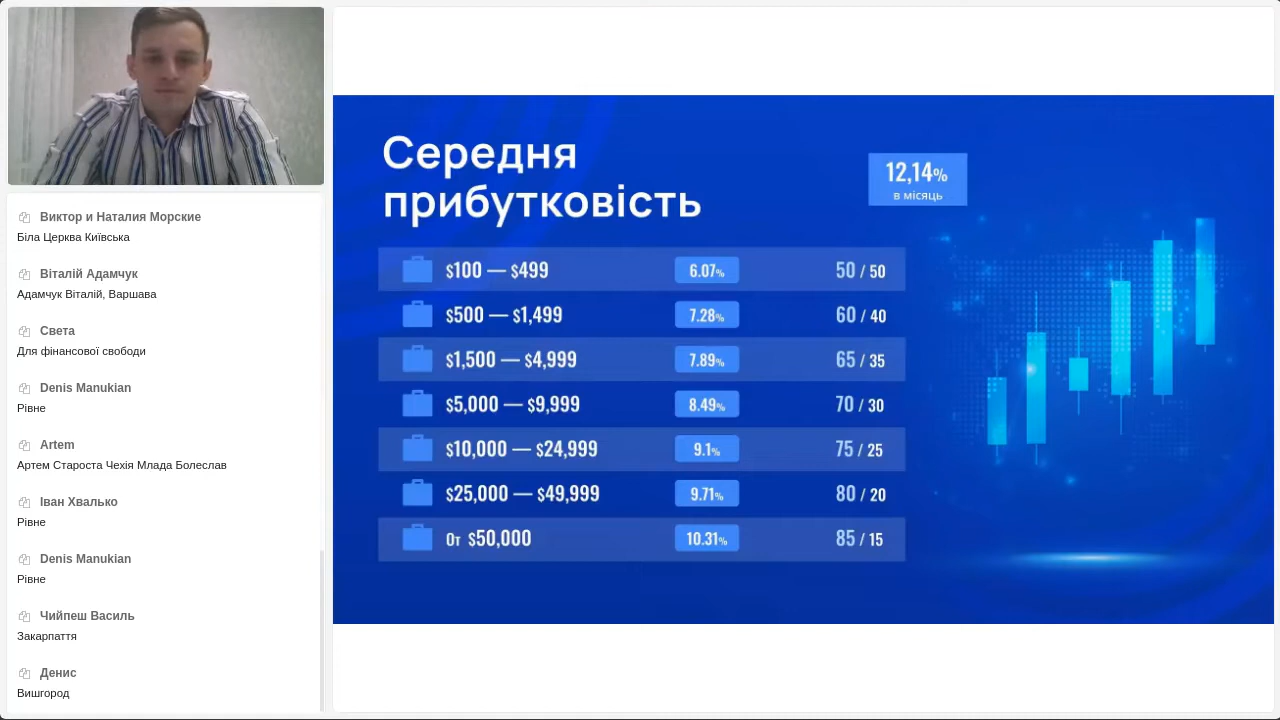 Виктор и Наталия Морские
Біла Церква Київська
Віталій Адамчук
Адамчук Віталій, Варшава
Света
Для фінансової свободи
Denis Manukian
Рівне
Artem
Артем Староста Чехія Млада Болеслав
Іван Хвалько
Рівне
Denis Manukian
Рівне
Чийпеш Василь
Закарпаття
Денис
Вишгород
Середня
прибутковість
12,14%
в місяць
$100 — $499 6.07% 50 / 50
$500 — $1,499 7.28% 60 / 40
$1,500 — $4,999 7.89% 65 / 35
$5,000 — $9,999 8.49% 70 / 30
$10,000 — $24,999 9.1% 75 / 25
$25,000 — $49,999 9.71% 80 / 20
От $50,000 10.31% 85 / 15